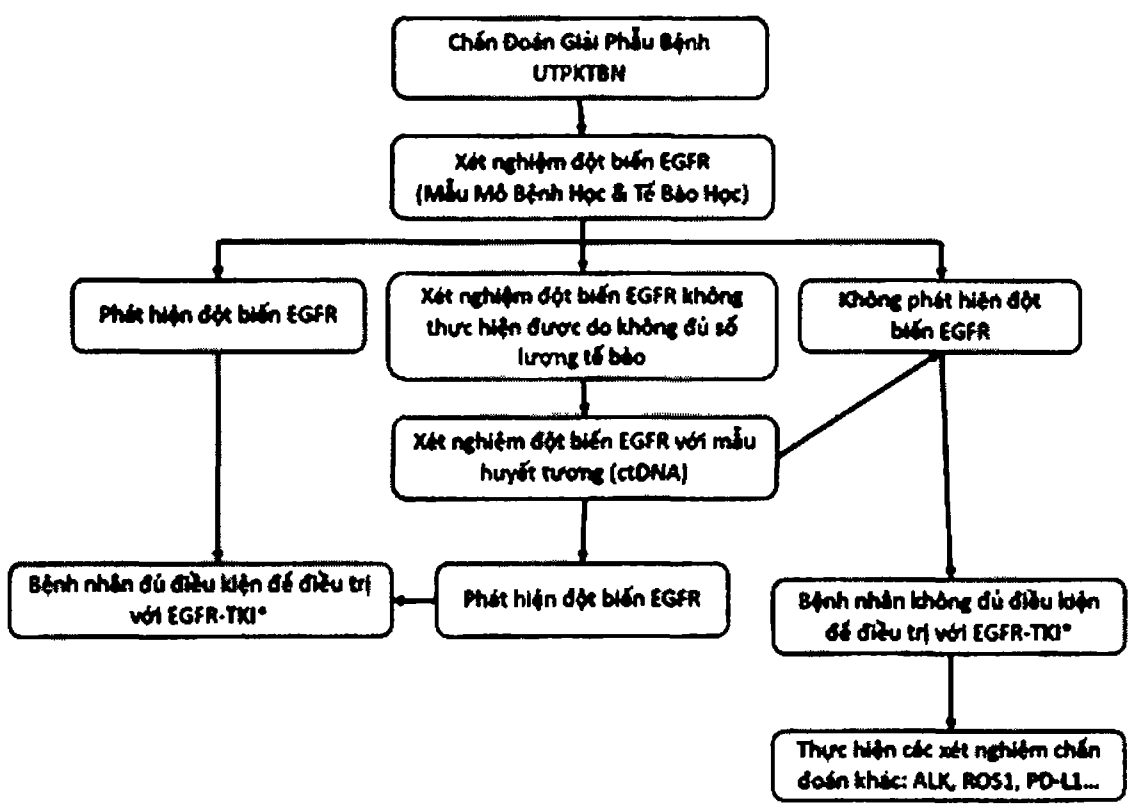 Chẩn Đoán Giải Phẫu Bệnh
UTPKTBN
Xét nghiệm đột biến EGFR
(Mẫu Mô Bệnh Học & Tế Bào Học)
Phát hiện đột biến EGFR
Xét nghiệm đột biến EGFR không
thực hiện được do không đủ số
lượng tế bào
Không phát hiện đột
biến EGFR
Xét nghiệm đột biến EGFR với mẫu
huyết tương (ctDNA)
Bệnh nhân đủ điều kiện để điều trị
với EGFR-TKI*
Phát hiện đột biến EGFR
Bệnh nhân không đủ điều kiện
để điều trị với EGFR-TKI*
Thực hiện các xét nghiệm chẩn
đoán khác: ALK, ROS1, PD-L1...